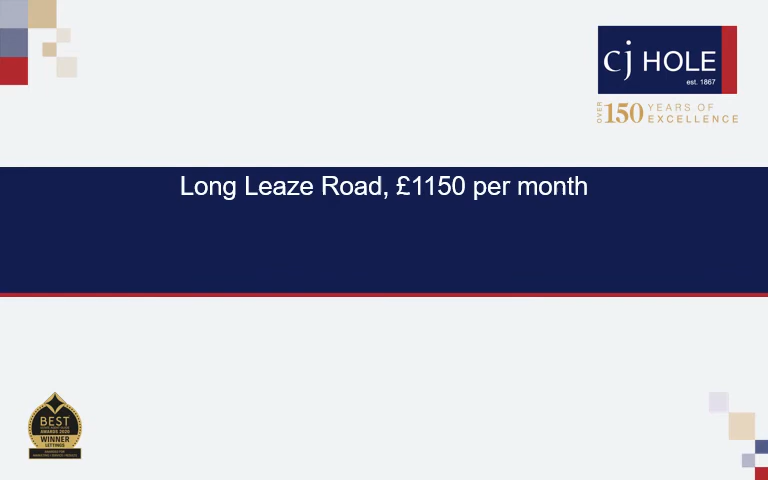 cj HOLE
est. 1867
OVER 150 YEARS OF
EXCELLENCE
Long Leaze Road, £1150 per month
BEST
AWARDS 2020
WINNER
LETTINGS